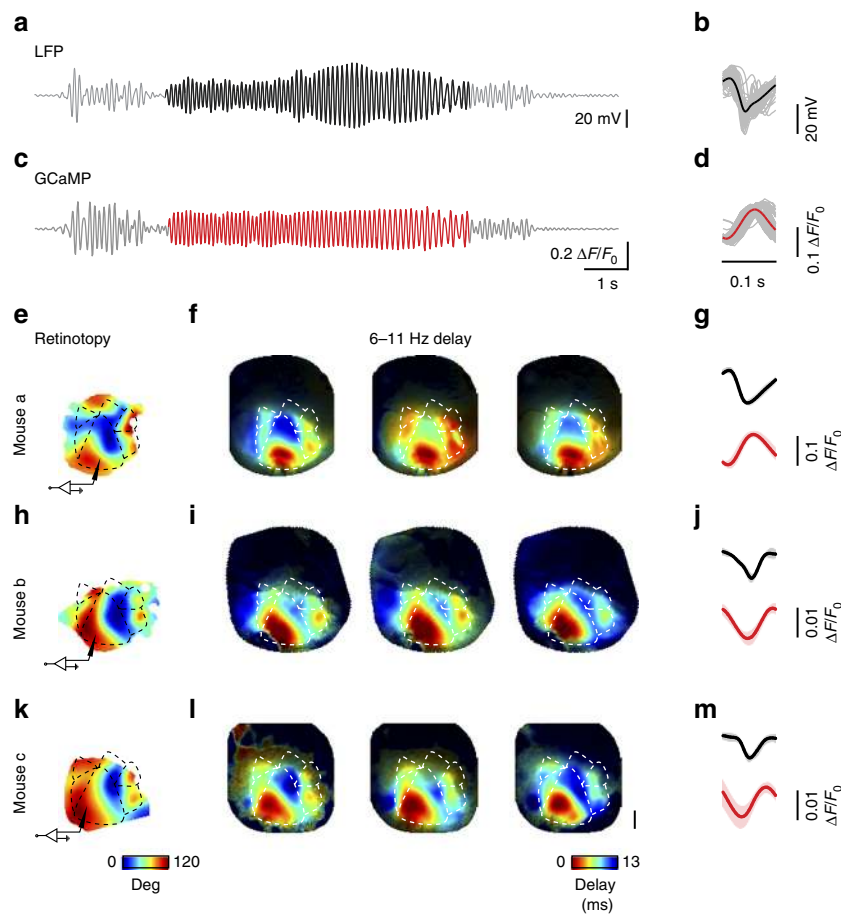 a
LFP
20 mV
b
20 mV
c
GCaMP
0.2 ΔF/F0
1 s
d
0.1 ΔF/F0
0.1 s
e
Retinotopy
f
6–11 Hz delay
g
Mouse a
0.1
ΔF/F0
h
i
j
Mouse b
0.01
ΔF/F0
k
l
m
Mouse c
0.01
ΔF/F0
0 120
Deg
0 13
Delay
(ms)